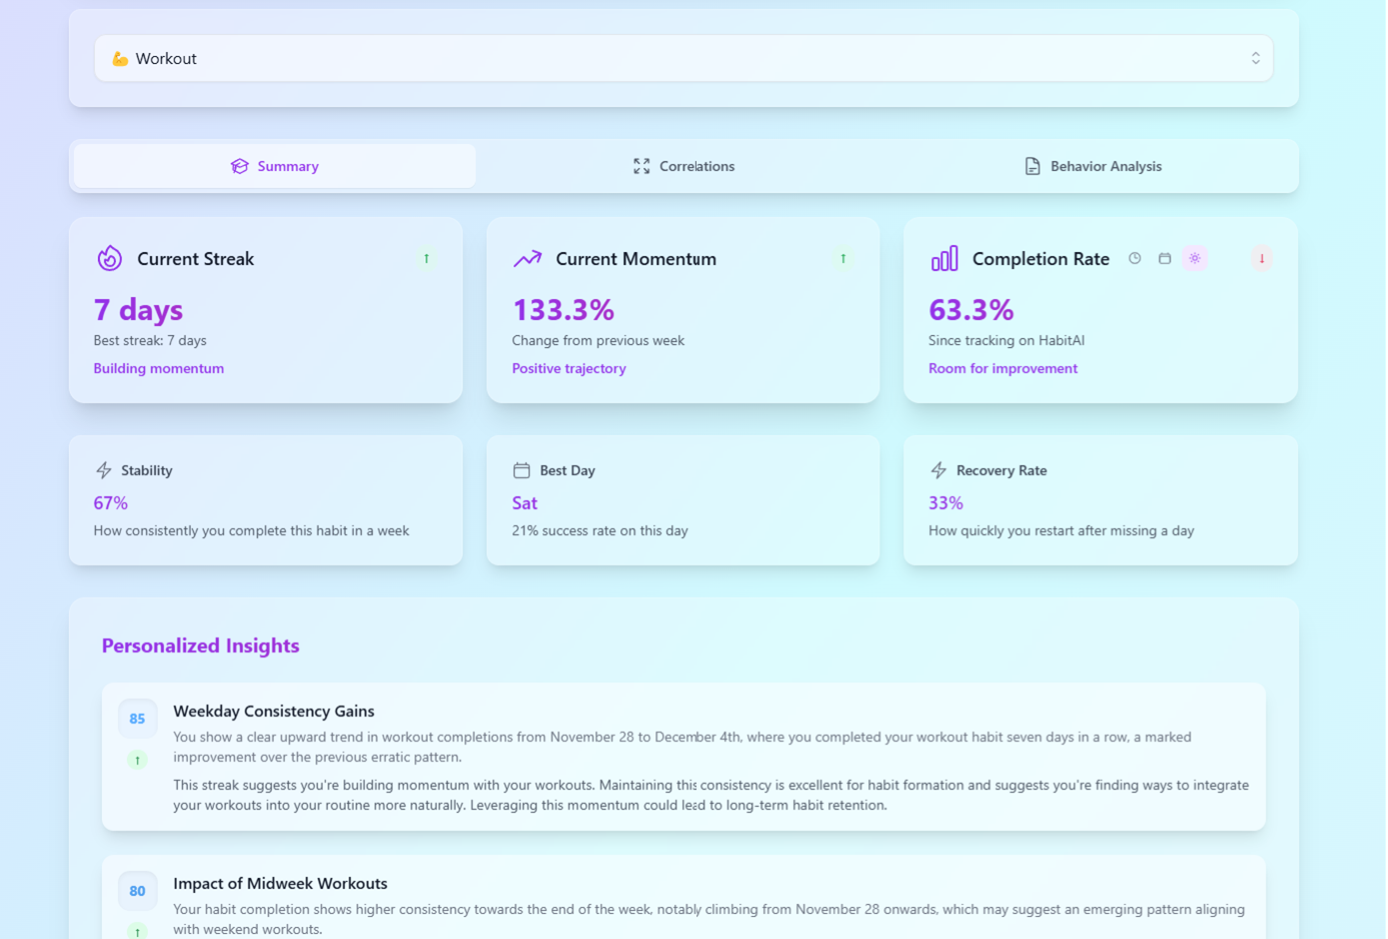 💪 Workout
Summary
Correlations
Behavior Analysis
Current Streak ↑
7 days
Best streak: 7 days
Building momentum
Current Momentum ↑
133.3%
Change from previous week
Positive trajectory
Completion Rate ↓
63.3%
Since tracking on HabitAI
Room for improvement
Stability
67%
How consistently you complete this habit in a week
Best Day
Sat
21% success rate on this day
Recovery Rate
33%
How quickly you restart after missing a day
Personalized Insights
85
↑
Weekday Consistency Gains
You show a clear upward trend in workout completions from November 28 to December 4th, where you completed your workout habit seven days in a row, a marked
improvement over the previous erratic pattern.
This streak suggests you're building momentum with your workouts. Maintaining this consistency is excellent for habit formation and suggests you're finding ways to integrate
your workouts into your routine more naturally. Leveraging this momentum could lead to long-term habit retention.
80
↑
Impact of Midweek Workouts
Your habit completion shows higher consistency towards the end of the week, notably climbing from November 28 onwards, which may suggest an emerging pattern aligning
with weekend workouts.